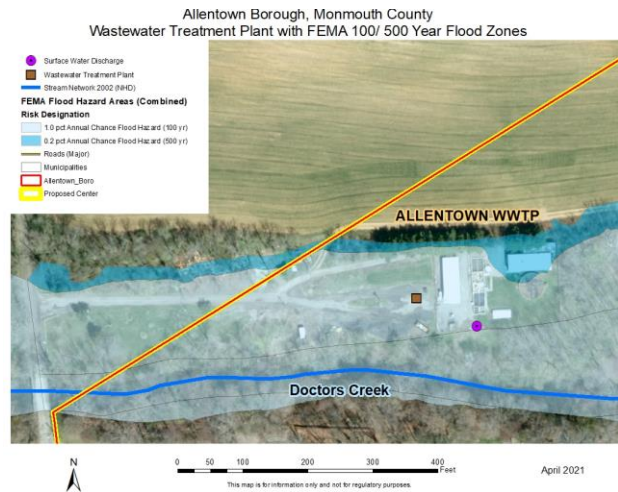 Allentown Borough, Monmouth County
Wastewater Treatment Plant with FEMA 100/ 500 Year Flood Zones
Surface Water Discharge
Wastewater Treatment Plant
Stream Network 2002 (NHD)
FEMA Flood Hazard Areas (Combined)
Risk Designation
1.0 pct Annual Chance Flood Hazard (100 yr)
0.2 pct Annual Chance Flood Hazard (500 yr)
Roads (Major)
Municipalities
Allentown_Boro
Proposed Center
ALLENTOWN WWTP
Doctors Creek
N
0 50 100 200 300 400
Feet
This map is for information only and not for regulatory purposes.
April 2021